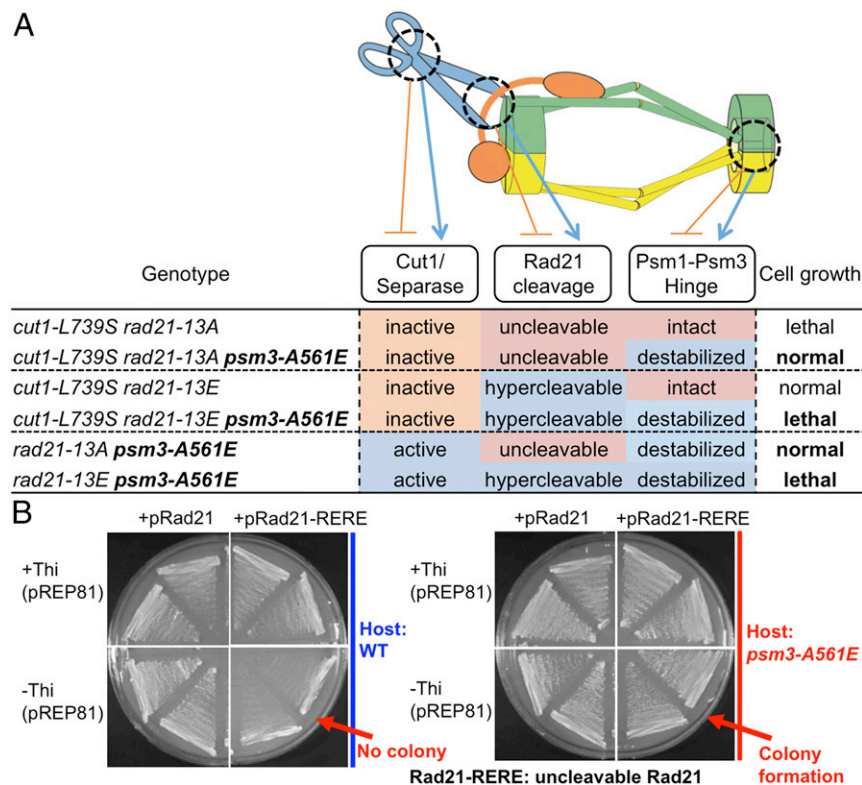 A
Genotype
Cut1/
Separase
Rad21
cleavage
Psm1-Psm3
Hinge
Cell growth
cut1-L739S rad21-13A inactive uncleavable intact lethal
cut1-L739S rad21-13A psm3-A561E inactive uncleavable destabilized normal
cut1-L739S rad21-13E inactive hypercleavable intact normal
cut1-L739S rad21-13E psm3-A561E inactive hypercleavable destabilized lethal
rad21-13A psm3-A561E active uncleavable destabilized normal
rad21-13E psm3-A561E active hypercleavable destabilized lethal
B
+pRad21 +pRad21-RERE
+Thi
(pREP81)
-Thi
(pREP81)
Host:
WT
No colony
+pRad21 +pRad21-RERE
+Thi
(pREP81)
-Thi
(pREP81)
Host:
psm3-A561E
Colony
formation
Rad21-RERE: uncleavable Rad21